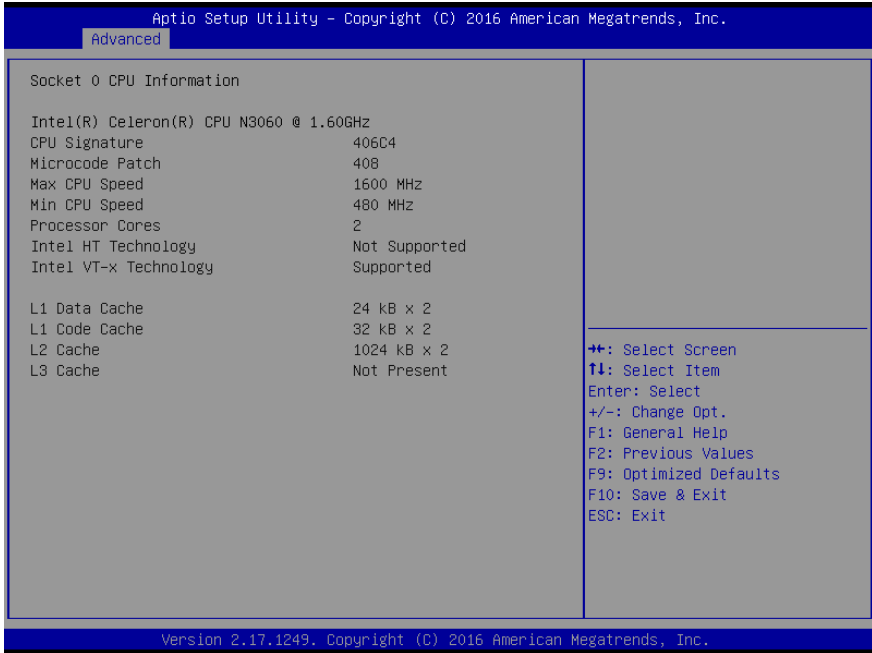 Aptio Setup Utility – Copyright (C) 2016 American Megatrends, Inc.
Advanced
Socket 0 CPU Information
Intel(R) Celeron(R) CPU N3060 @ 1.60GHz
CPU Signature 406C4
Microcode Patch 408
Max CPU Speed 1600 MHz
Min CPU Speed 480 MHz
Processor Cores 2
Intel HT Technology Not Supported
Intel VT-x Technology Supported
L1 Data Cache 24 kB x 2
L1 Code Cache 32 kB x 2
L2 Cache 1024 kB x 2
L3 Cache Not Present
→←: Select Screen
↑↓: Select Item
Enter: Select
+/-: Change Opt.
F1: General Help
F2: Previous Values
F9: Optimized Defaults
F10: Save & Exit
ESC: Exit
Version 2.17.1249. Copyright (C) 2016 American Megatrends, Inc.